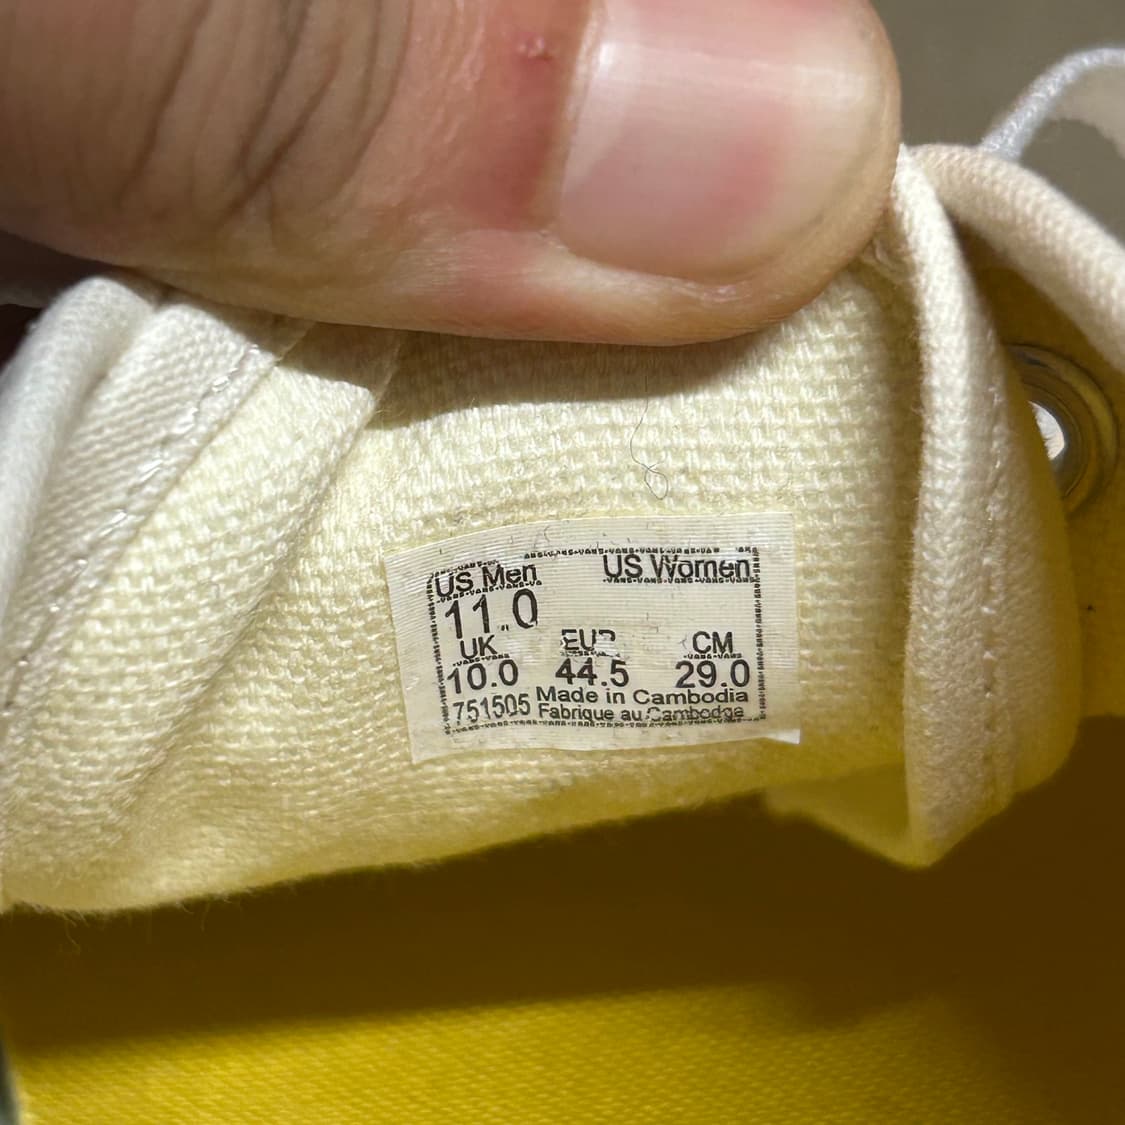 US Men US Women
11.0
UK EUR CM
10.0 44.5 29.0
751505 Made in Cambodia
Fabrique au Cambodge